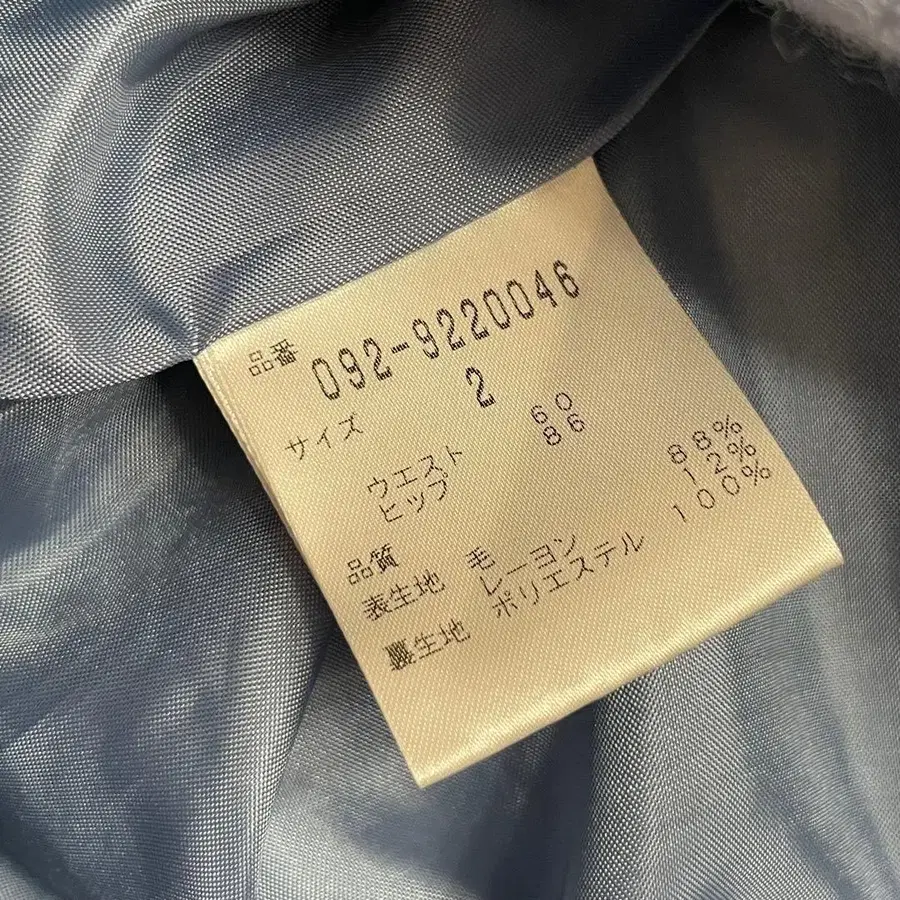 品番 092-9220046
サイズ 2
ウエスト 60
ヒップ 86
品質
表生地 毛 88%
レーヨン 12%
裏生地 ポリエステル 100%